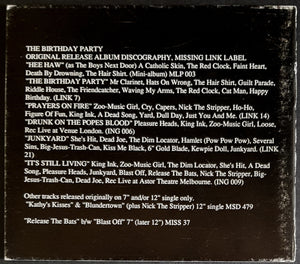 THE BIRTHDAY PARTY
ORIGINAL RELEASE ALBUM DISCOGRAPHY, MISSING LINK LABEL
"HEE HAW" (as The Boys Next Door) A Catholic Skin, The Red Clock, Faint Heart,
Death By Drowning, The Hair Shirt. (Mini-album) MLP 003
"THE BIRTHDAY PARTY" Mr Clarinet, Hats On Wrong, The Hair Shirt, Guilt Parade,
Riddle House, The Friendcatcher, Waving My Arms, The Red Clock, Cat Man, Happy
Birthday. (LINK 7)
"PRAYERS ON FIRE" Zoo-Music Girl, Cry, Capers, Nick The Stripper, Ho-Ho,
Figure Of Fun, King Ink, A Dead Song, Yard, Dull Day, Just You And Me. (LINK 14)
"DRUNK ON THE POPES BLOOD" Pleasure Heads, King Ink, Zoo-Music Girl, Loose,
Rec Live at Venue London. (ING 006)
"JUNKYARD" She's Hit, Dead Joe, The Dim Locator, Hamlet (Pow Pow Pow), Several
Sins, Big-Jesus-Trash-Can, Kiss Me Black, 6" Gold Blade, Kewpie Doll, Junkyard. (LINK
21)
"IT'S STILL LIVING" King Ink, Zoo-Music Girl, The Dim Locator, She's Hit, A Dead
Song, Pleasure Heads, Junkyard, Blast Off, Release The Bats, Nick The Stripper, Big-
Jesus-Trash-Can, Dead Joe, Rec Live at Astor Theatre Melbourne. (ING 009)
Other tracks released originally on 7" and/or 12" single only.
"Kathy's Kisses" & "Blundertown" (plus Nick The Stripper) 12" single MSD 479
"Release The Bats" b/w "Blast Off" 7" (later 12") MISS 37